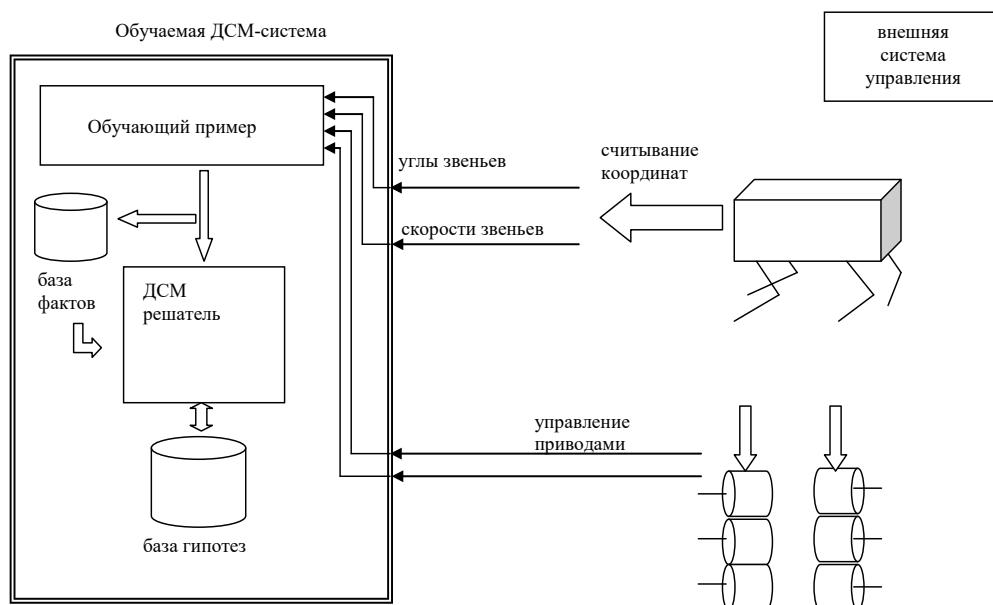 Обучаемая ДСМ-система
внешняя
система
управления
Обучающий пример
углы звеньев
считывание
координат
скорости звеньев
база
фактов
ДСМ
решатель
управление
приводами
база гипотез